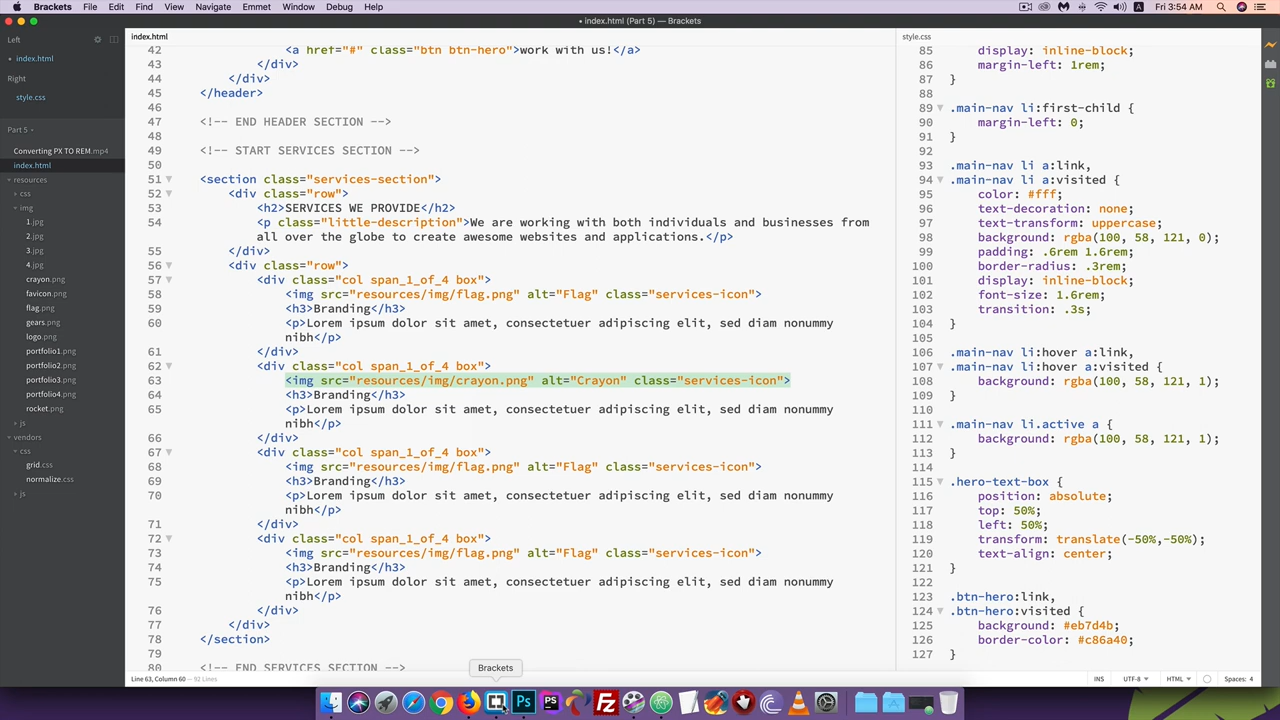 Brackets File Edit Find View Navigate Emmet Window Debug Help Fri 3:54 AM
• index.html (Part 5) — Brackets
Left
• index.html
Right
style.css
Part 5
Converting PX TO REM.mp4
index.html
resources
css
img
1.jpg
2.jpg
3.jpg
4.jpg
crayon.png
favicon.png
flag.png
gears.png
logo.png
portfolio1.png
portfolio2.png
portfolio3.png
portfolio4.png
rocket.png
js
vendors
css
grid.css
normalize.css
js
index.html
42 <a href="#" class="btn btn-hero">work with us!</a>
43 </div>
44 </div>
45 </header>
46
47 <!-- END HEADER SECTION -->
48
49 <!-- START SERVICES SECTION -->
50
51 <section class="services-section">
52 <div class="row">
53 <h2>SERVICES WE PROVIDE</h2>
54 <p class="little-description">We are working with both individuals and businesses from
all over the globe to create awesome websites and applications.</p>
55 </div>
56 <div class="row">
57 <div class="col span_1_of_4 box">
58 <img src="resources/img/flag.png" alt="Flag" class="services-icon">
59 <h3>Branding</h3>
60 <p>Lorem ipsum dolor sit amet, consectetuer adipiscing elit, sed diam nonummy
nibh</p>
61 </div>
62 <div class="col span_1_of_4 box">
63 <img src="resources/img/crayon.png" alt="Crayon" class="services-icon">
64 <h3>Branding</h3>
65 <p>Lorem ipsum dolor sit amet, consectetuer adipiscing elit, sed diam nonummy
nibh</p>
66 </div>
67 <div class="col span_1_of_4 box">
68 <img src="resources/img/flag.png" alt="Flag" class="services-icon">
69 <h3>Branding</h3>
70 <p>Lorem ipsum dolor sit amet, consectetuer adipiscing elit, sed diam nonummy
nibh</p>
71 </div>
72 <div class="col span_1_of_4 box">
73 <img src="resources/img/flag.png" alt="Flag" class="services-icon">
74 <h3>Branding</h3>
75 <p>Lorem ipsum dolor sit amet, consectetuer adipiscing elit, sed diam nonummy
nibh</p>
76 </div>
77 </div>
78 </section>
79
80 <!-- END SERVICES SECTION -->
style.css
85 display: inline-block;
86 margin-left: 1rem;
87 }
88
89 .main-nav li:first-child {
90 margin-left: 0;
91 }
92
93 .main-nav li a:link,
94 .main-nav li a:visited {
95 color: #fff;
96 text-decoration: none;
97 text-transform: uppercase;
98 background: rgba(100, 58, 121, 0);
99 padding: .6rem 1.6rem;
100 border-radius: .3rem;
101 display: inline-block;
102 font-size: 1.6rem;
103 transition: .3s;
104 }
105
106 .main-nav li:hover a:link,
107 .main-nav li:hover a:visited {
108 background: rgba(100, 58, 121, 1);
109 }
110
111 .main-nav li.active a {
112 background: rgba(100, 58, 121, 1);
113 }
114
115 .hero-text-box {
116 position: absolute;
117 top: 50%;
118 left: 50%;
119 transform: translate(-50%,-50%);
120 text-align: center;
121 }
122
123 .btn-hero:link,
124 .btn-hero:visited {
125 background: #eb7d4b;
126 border-color: #c86a40;
127 }
Line 63, Column 60 — 92 Lines
INS UTF-8 HTML Spaces: 4
Brackets
Ps PS Fz